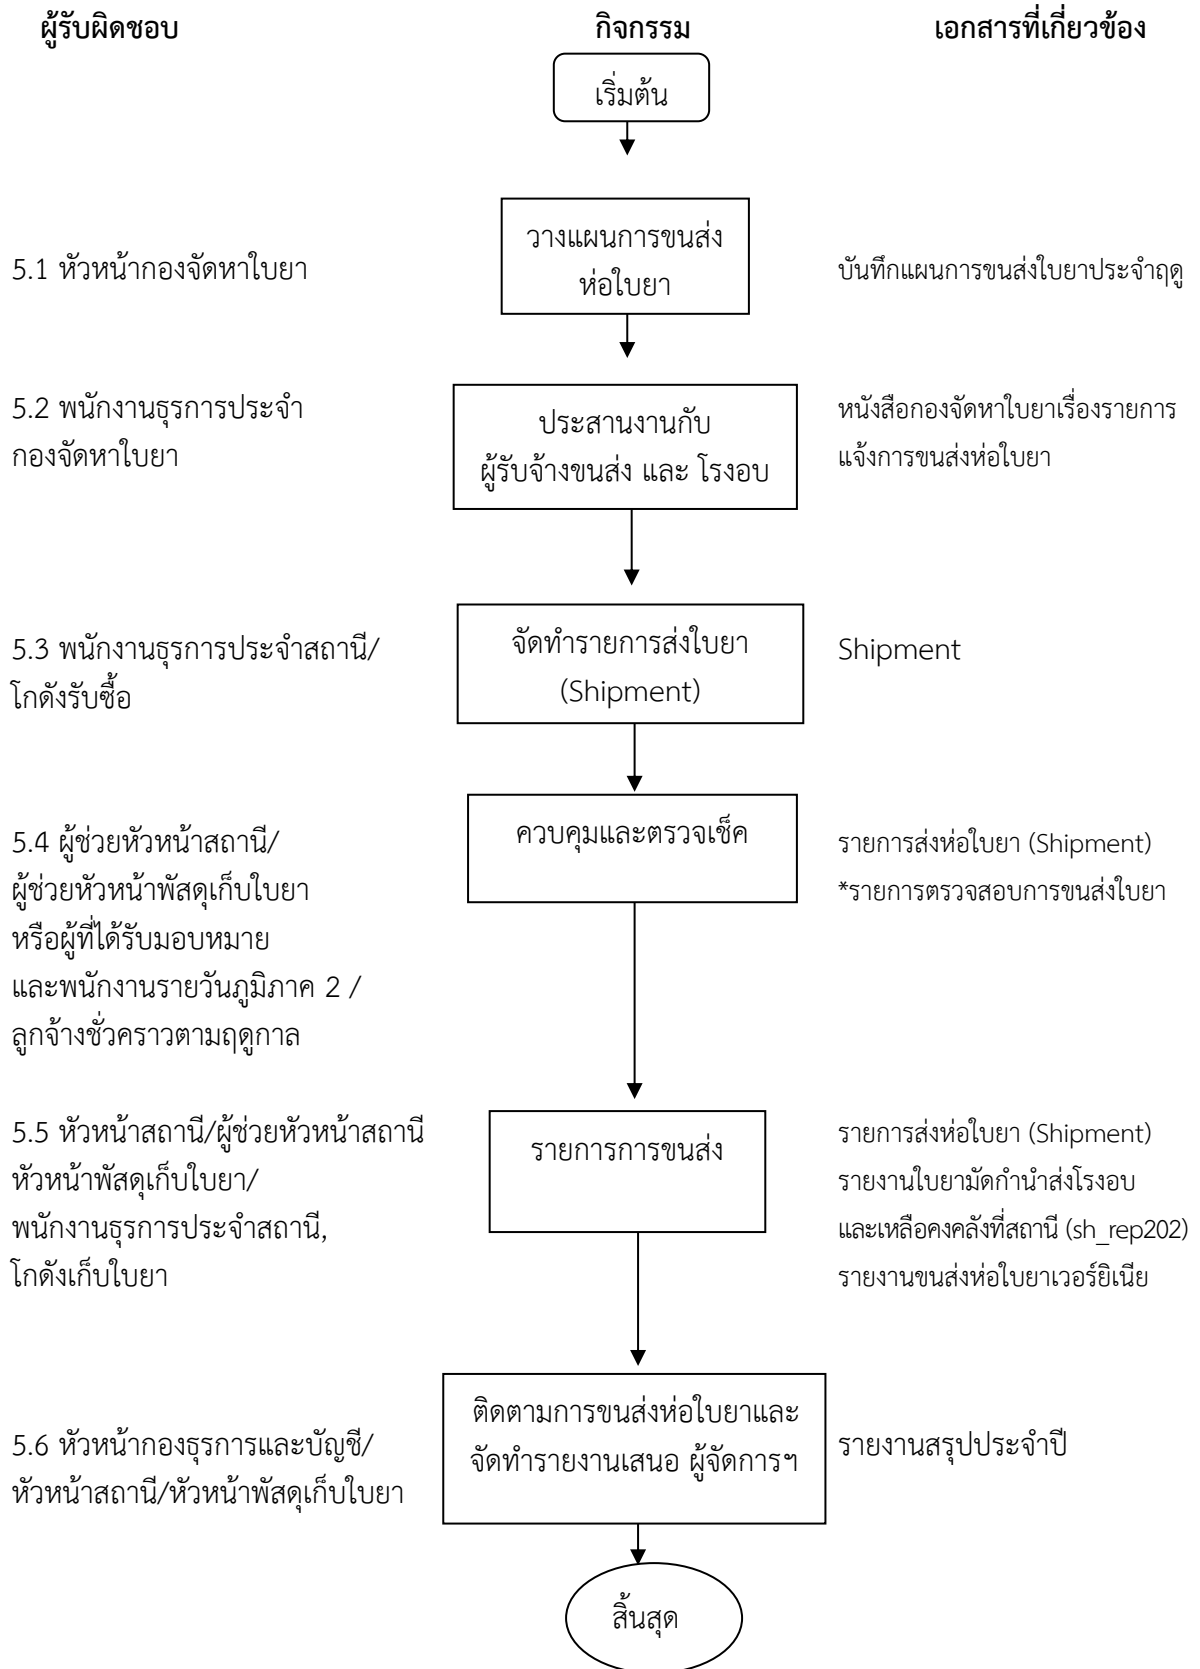 ผู้รับผิดชอบ กิจกรรม เอกสารที่เกี่ยวข้อง
เริ่มต้น
5.1 หัวหน้ากองจัดหาใบยา
วางแผนการขนส่ง
ห่อใบยา
บันทึกแผนการขนส่งใบยาประจำฤดู
5.2 พนักงานธุรการประจำ
กองจัดหาใบยา
ประสานงานกับ
ผู้รับจ้างขนส่ง และ โรงอบ
หนังสือกองจัดหาใบยาเรื่องรายการ
แจ้งการขนส่งห่อใบยา
5.3 พนักงานธุรการประจำสถานี/
โกดังรับซื้อ
จัดทำรายการส่งใบยา
(Shipment)
Shipment
5.4 ผู้ช่วยหัวหน้าสถานี/
ผู้ช่วยหัวหน้าพัสดุเก็บใบยา
หรือผู้ที่ได้รับมอบหมาย
และพนักงานรายวันภูมิภาค 2 /
ลูกจ้างชั่วคราวตามฤดูกาล
ควบคุมและตรวจเช็ค
รายการส่งห่อใบยา (Shipment)
*รายการตรวจสอบการขนส่งใบยา
5.5 หัวหน้าสถานี/ผู้ช่วยหัวหน้าสถานี
หัวหน้าพัสดุเก็บใบยา/
พนักงานธุรการประจำสถานี,
โกดังเก็บใบยา
รายการการขนส่ง
รายการส่งห่อใบยา (Shipment)
รายงานใบยามัดกำนำส่งโรงอบ
และเหลือคงคลังที่สถานี (sh_rep202)
รายงานขนส่งห่อใบยาเวอร์ยิเนีย
5.6 หัวหน้ากองธุรการและบัญชี/
หัวหน้าสถานี/หัวหน้าพัสดุเก็บใบยา
ติดตามการขนส่งห่อใบยาและ
จัดทำรายงานเสนอ ผู้จัดการฯ
รายงานสรุปประจำปี
สิ้นสุด